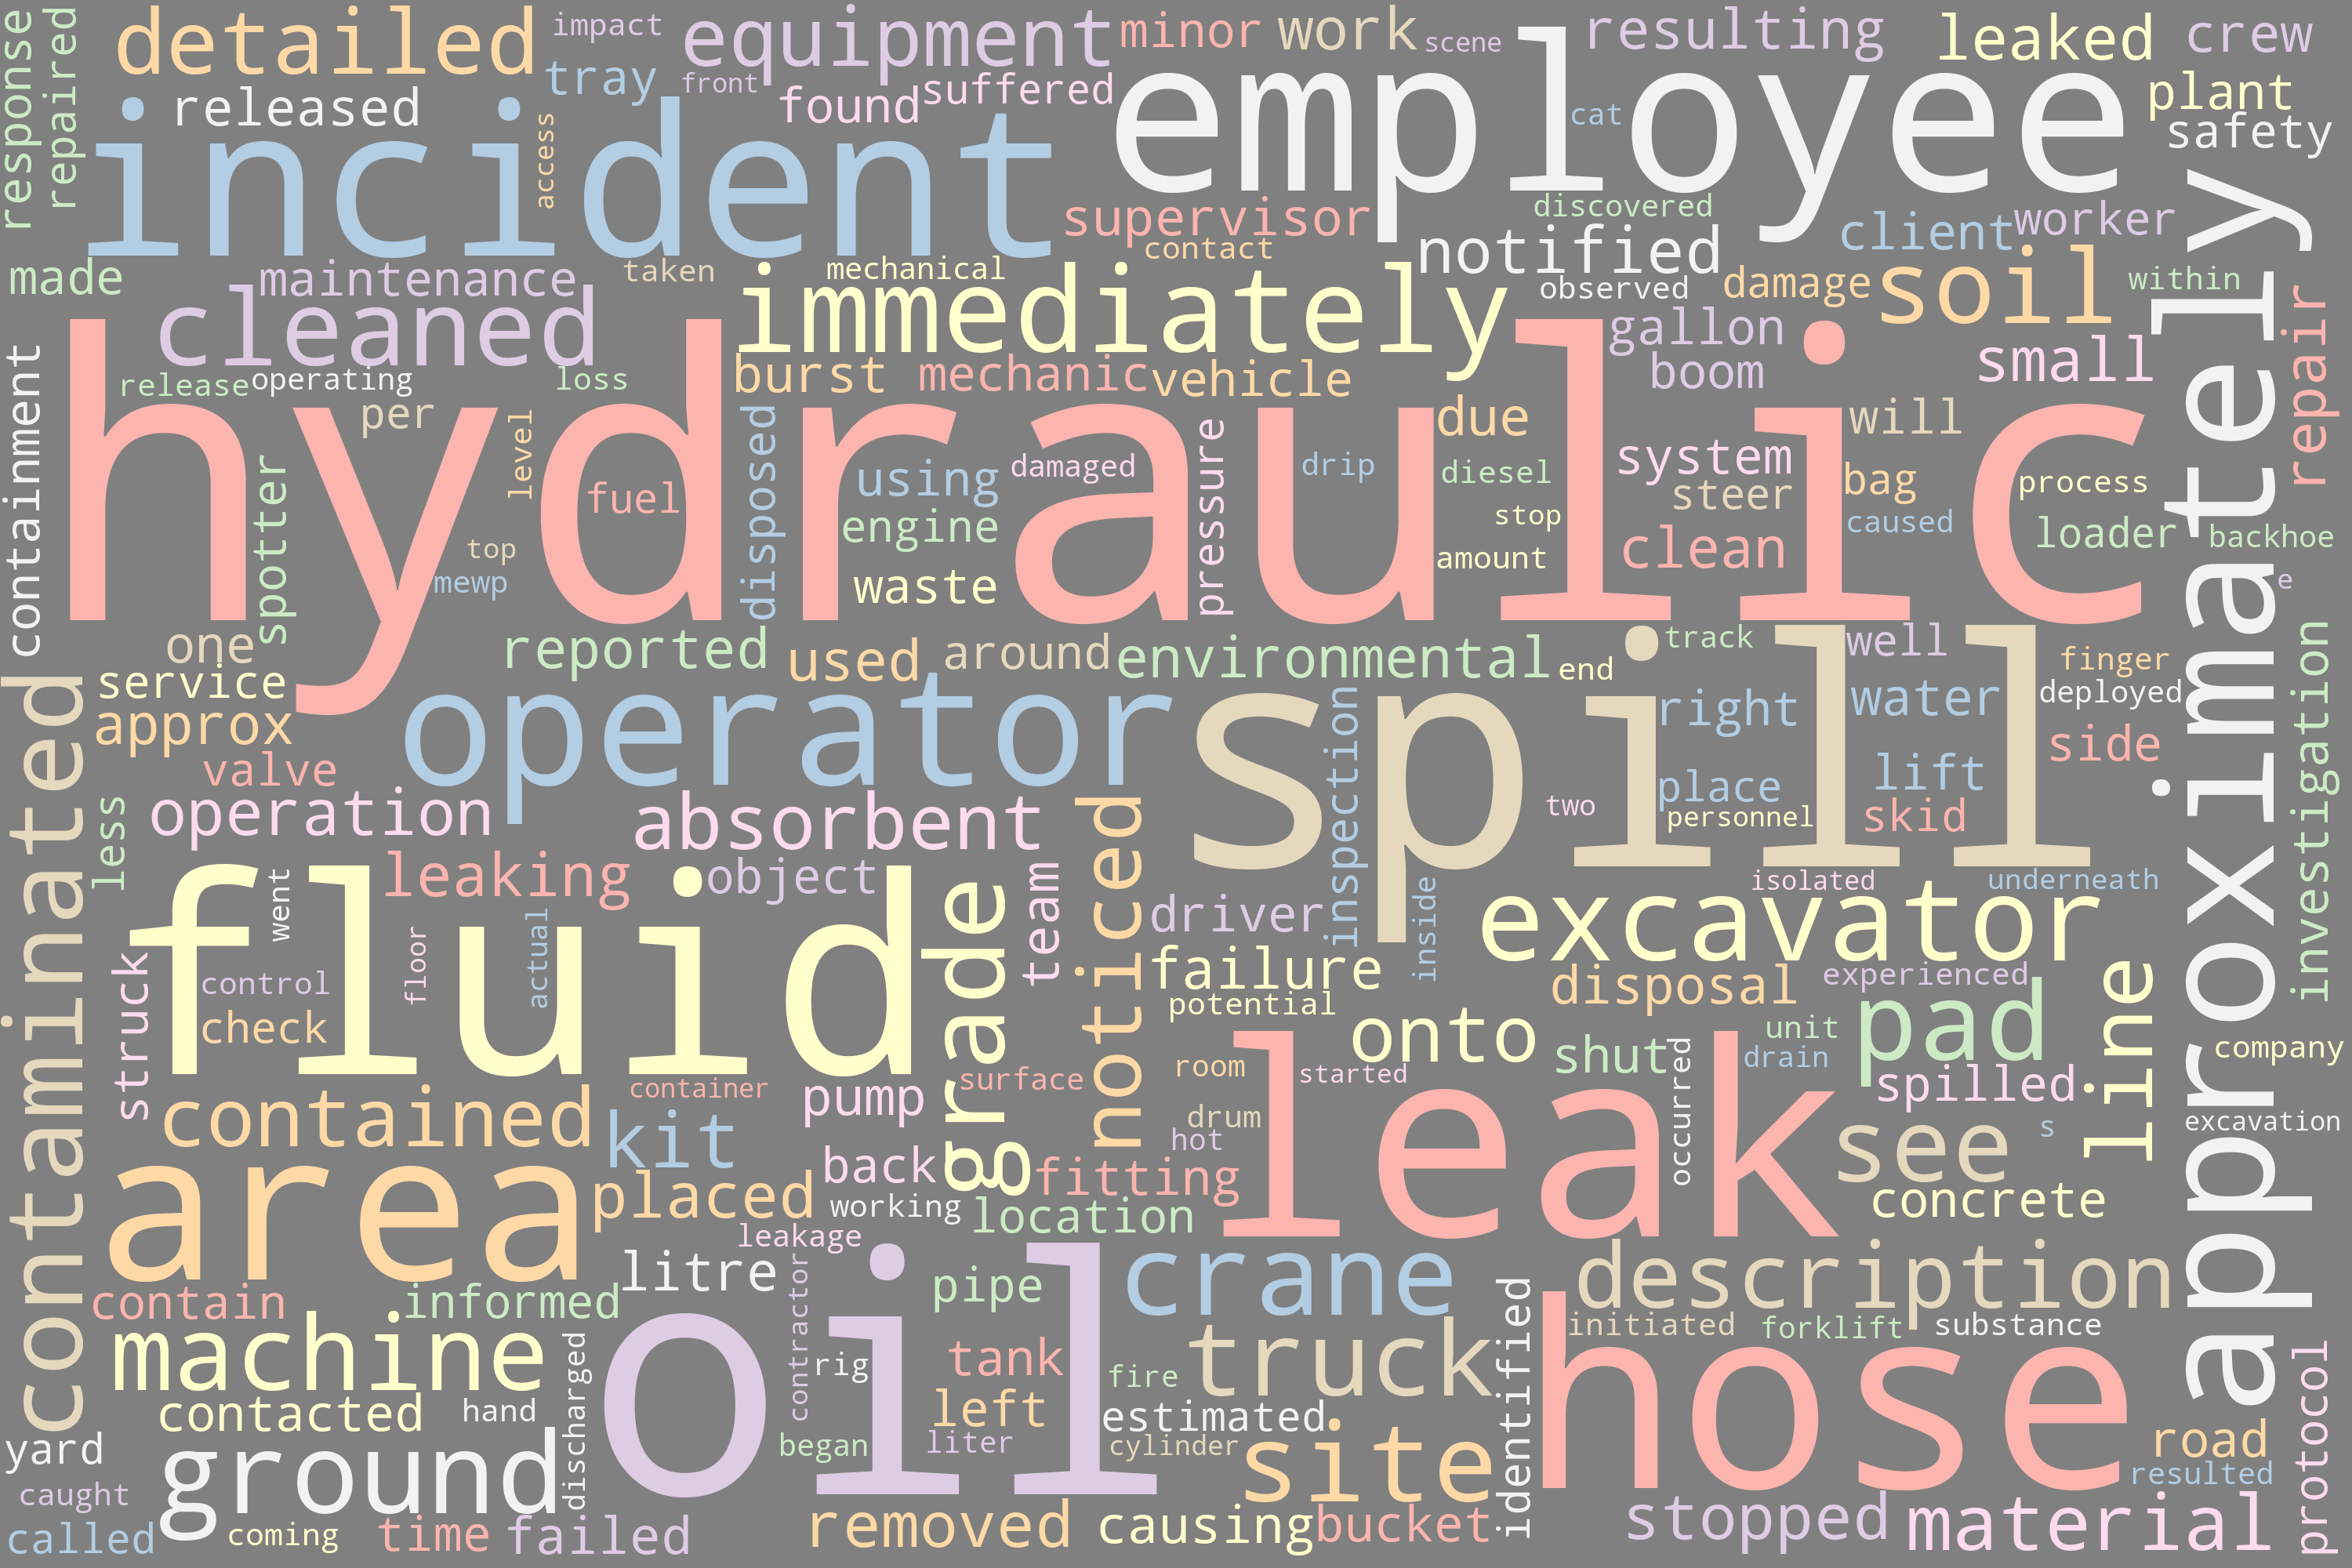 response
repaired
detailed
impact
equipment
minor
work
scene
resulting
leaked
crew
tray
front
released
found
suffered
employee
cat
plant
safety
incident
access
supervisor
discovered
client
worker
contact
notified
made
maintenance
taken
mechanical
immediately
observed
damage
soil
within
cleaned
approximately
repair
containment
gallon
release
operating
loss
burst
mechanic
vehicle
boom
small
hydraulic
per
level
disposed
pressure
due
will
spotter
fuel
using
damaged
drip
diesel
system
steer
bag
process
engine
stop
caused
loader
backhoe
top
mewp
waste
amount
clean
e
one
reported
used
around
environmental
end
track
well
finger
service
deployed
approx
operator
spill
inspection
right
water
investigation
side
valve
place
lift
contaminated
less
operation
absorbent
noticed
two
personnel
skid
leaking
object
team
isolated
underneath
went
fluid
grade
driver
inside
excavator
struck
control
floor
actual
failure
experienced
potential
disposal
pad
line
check
onto
unit
company
shut
drain
container
surface
room
started
leak
spilled
contained
kit
pump
drum
occurred
see
excavation
hot
area
placed
back
fitting
working
location
concrete
leakage
litre
contractor
crane
description
contain
informed
pipe
identified
initiated
forklift
substance
machine
discharged
oil
rig
tank
fire
truck
hose
protocol
contacted
hand
left
estimated
yard
ground
began
liter
cylinder
site
road
resulted
caught
called
coming
time
failed
removed
causing
bucket
stopped
material
s